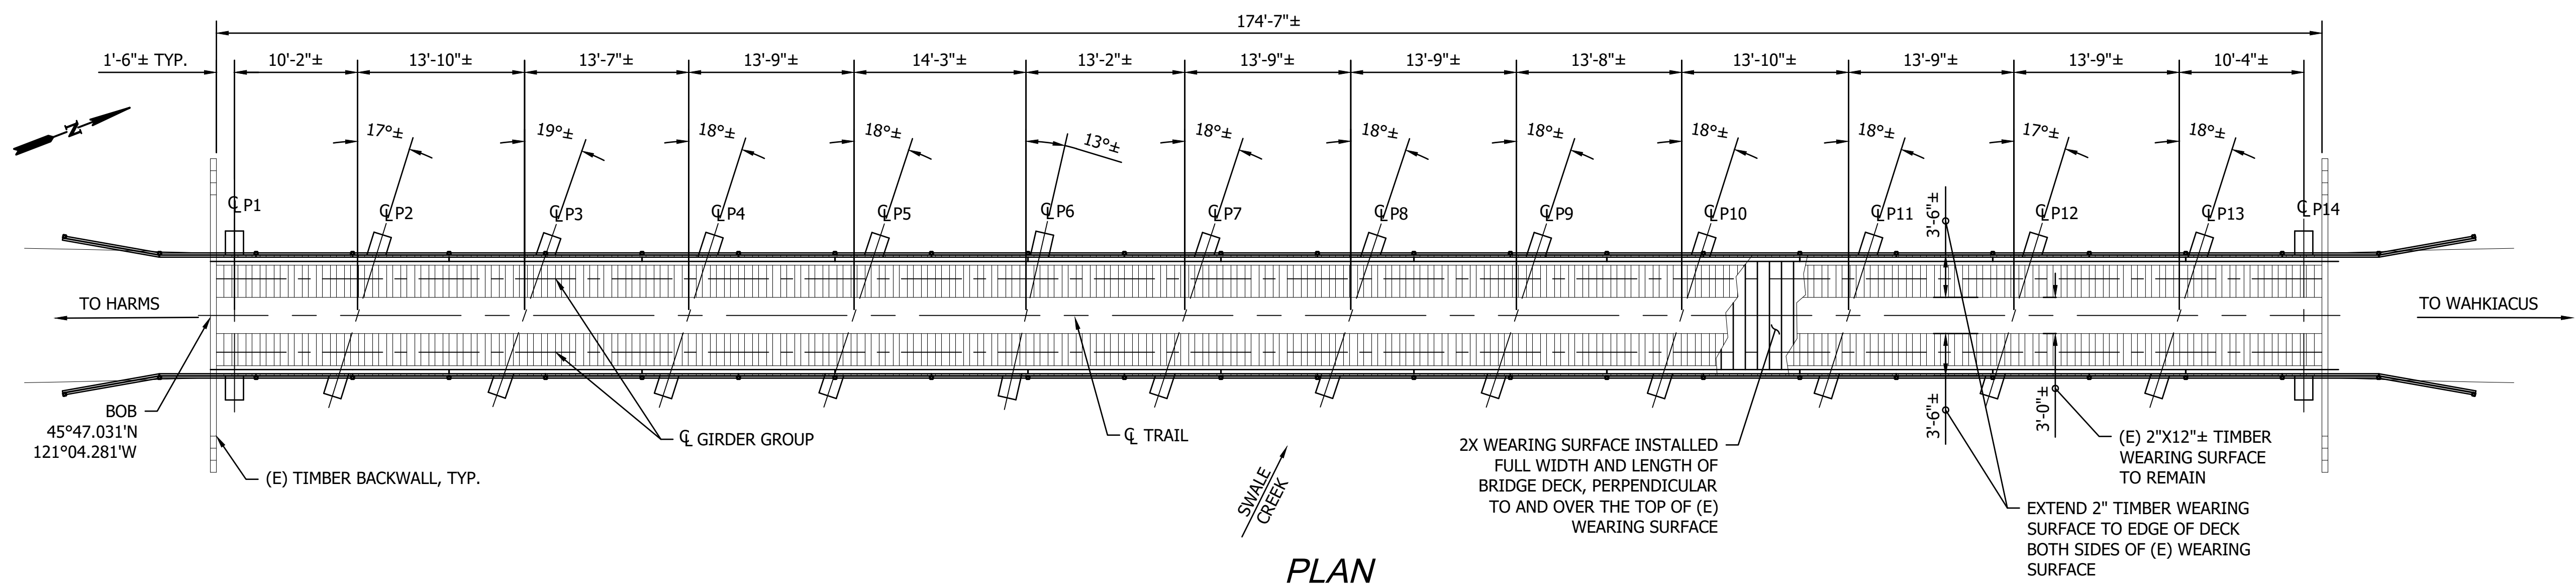 174'-7"±
1'-6"± TYP.
10'-2"±
13'-10"±
13'-7"±
13'-9"±
14'-3"±
13'-2"±
13'-9"±
13'-9"±
13'-8"±
13'-10"±
13'-9"±
13'-9"±
10'-4"±
N
17°±
19°±
18°±
18°±
13°±
18°±
18°±
18°±
18°±
18°±
17°±
18°±
℄ P1
℄ P2
℄ P3
℄ P4
℄ P5
℄ P6
℄ P7
℄ P8
℄ P9
℄ P10
℄ P11
℄ P12
℄ P13
℄ P14
3'-6"±
TO HARMS
TO WAHKIACUS
BOB
45°47.031'N
121°04.281'W
(E) TIMBER BACKWALL, TYP.
℄ GIRDER GROUP
℄ TRAIL
SWALE
CREEK
2X WEARING SURFACE INSTALLED
FULL WIDTH AND LENGTH OF
BRIDGE DECK, PERPENDICULAR
TO AND OVER THE TOP OF (E)
WEARING SURFACE
3'-6"±
3'-0"±
(E) 2"X12"± TIMBER
WEARING SURFACE
TO REMAIN
EXTEND 2" TIMBER WEARING
SURFACE TO EDGE OF DECK
BOTH SIDES OF (E) WEARING
SURFACE
PLAN